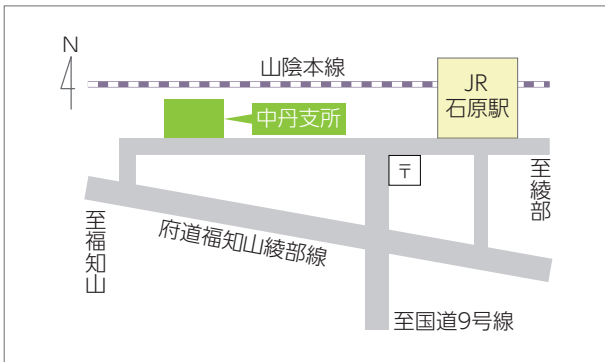 N
山陰本線
JR
石原駅
中丹支所
〒
至綾部
至福知山
府道福知山綾部線
至国道9号線